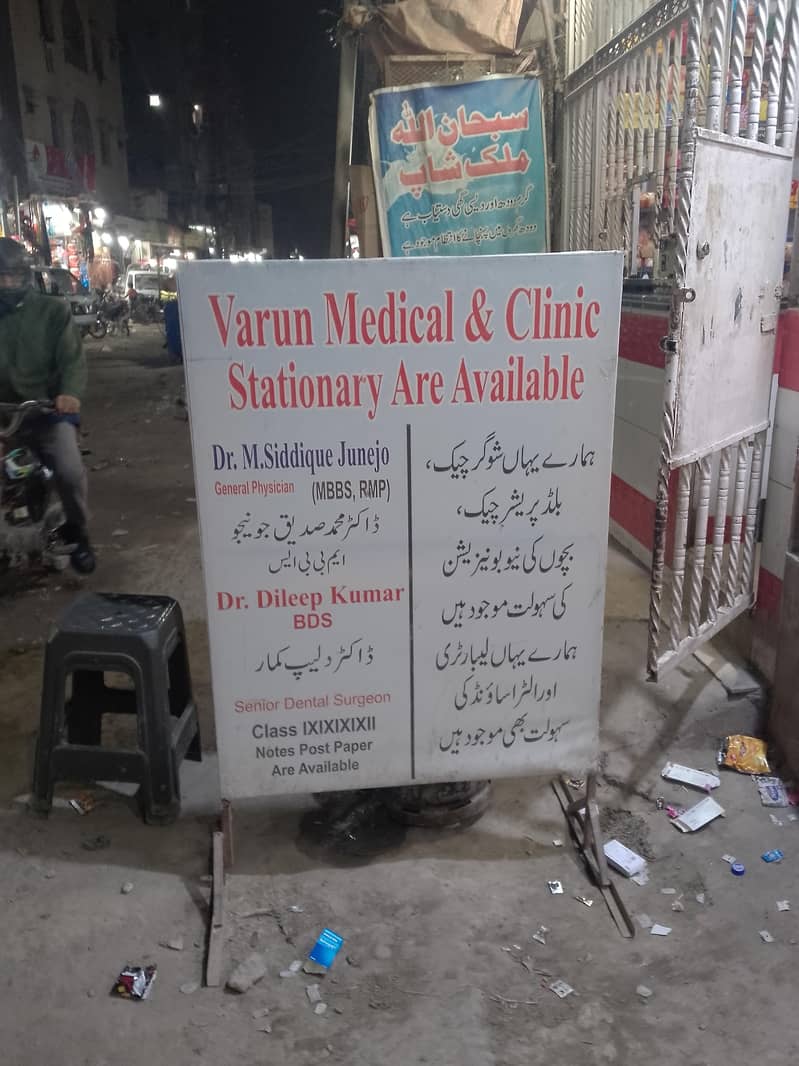 سبحان اللہ
ملک شاپ
Varun Medical & Clinic
Stationary Are Available
Dr. M.Siddique Junejo
General Physician (MBBS, RMP)
ڈاکٹر محمد صدیق جونیجو
ایم بی بی ایس
Dr. Dileep Kumar
BDS
ڈاکٹر دلیپ کمار
Senior Dental Surgeon
Class IXIXIXIXII
Notes Post Paper
Are Available
ہمارے یہاں شوگر چیک،
بلڈ پریشر چیک،
بچوں کی نیوبونیزیشن
کی سہولت موجود ہیں
ہمارے یہاں لیبارٹری
اور الٹراساؤنڈ کی
سہولت بھی موجود ہیں